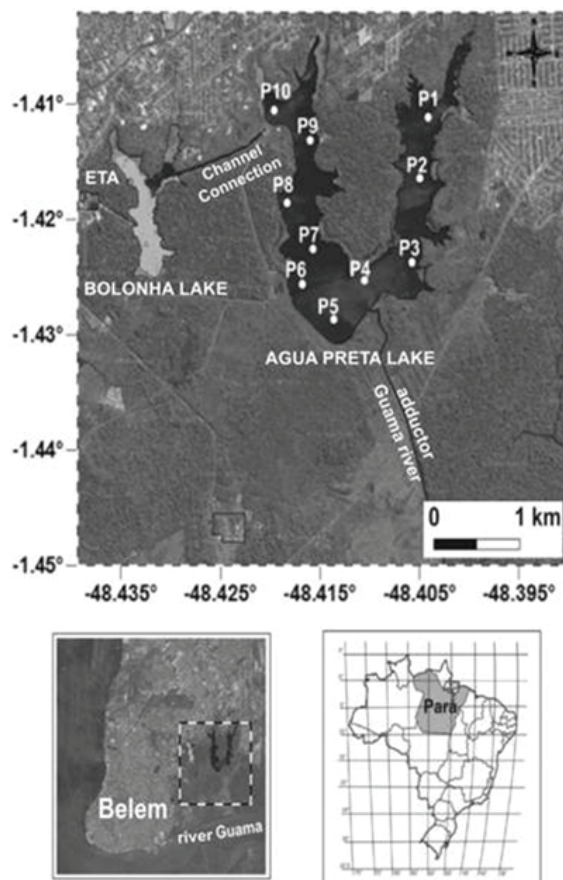 -1.41°
-1.42°
-1.43°
-1.44°
-1.45°
P10
P9
P8
P7
P6
P5
P4
P3
P2
P1
ETA
Channel
Connection
BOLONHA LAKE
AGUA PRETA LAKE
adductor
Guama river
0 1 km
-48.435° -48.425° -48.415° -48.405° -48.395°
Belem
river Guama
Pará